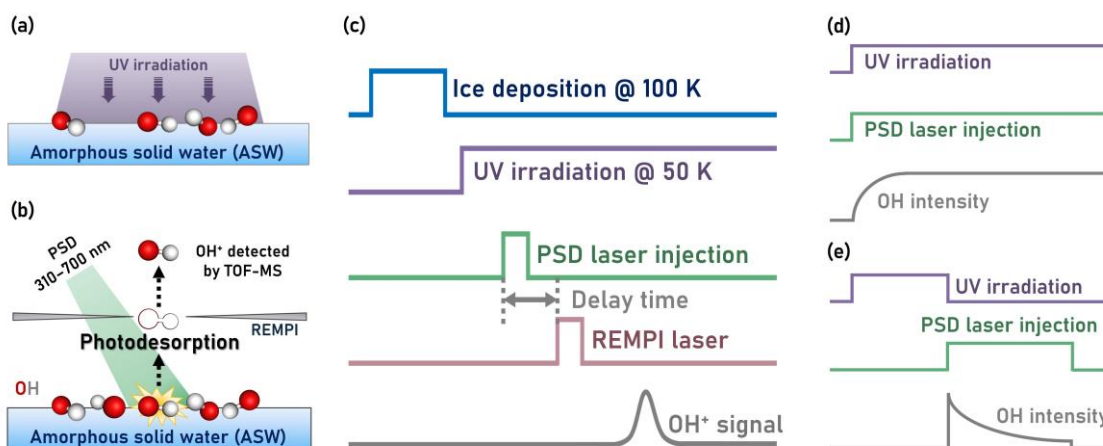 (a)
UV irradiation
Amorphous solid water (ASW)
(b)
PSD
310–700 nm
OH⁺ detected
by TOF-MS
REMPI
Photodesorption
OH
Amorphous solid water (ASW)
(c)
Ice deposition @ 100 K
UV irradiation @ 50 K
PSD laser injection
Delay time
REMPI laser
OH⁺ signal
(d)
UV irradiation
PSD laser injection
OH intensity
(e)
UV irradiation
PSD laser injection
OH intensity